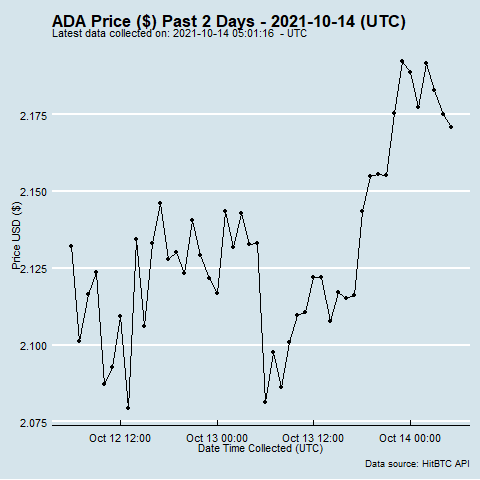 ADA Price ($) Past 2 Days - 2021-10-14 (UTC)
Latest data collected on: 2021-10-14 05:01:16  - UTC
Price USD ($)
2.175
2.150
2.125
2.100
2.075
Oct 12 12:00
Oct 13 00:00
Oct 13 12:00
Oct 14 00:00
Date Time Collected (UTC)
Data source: HitBTC API